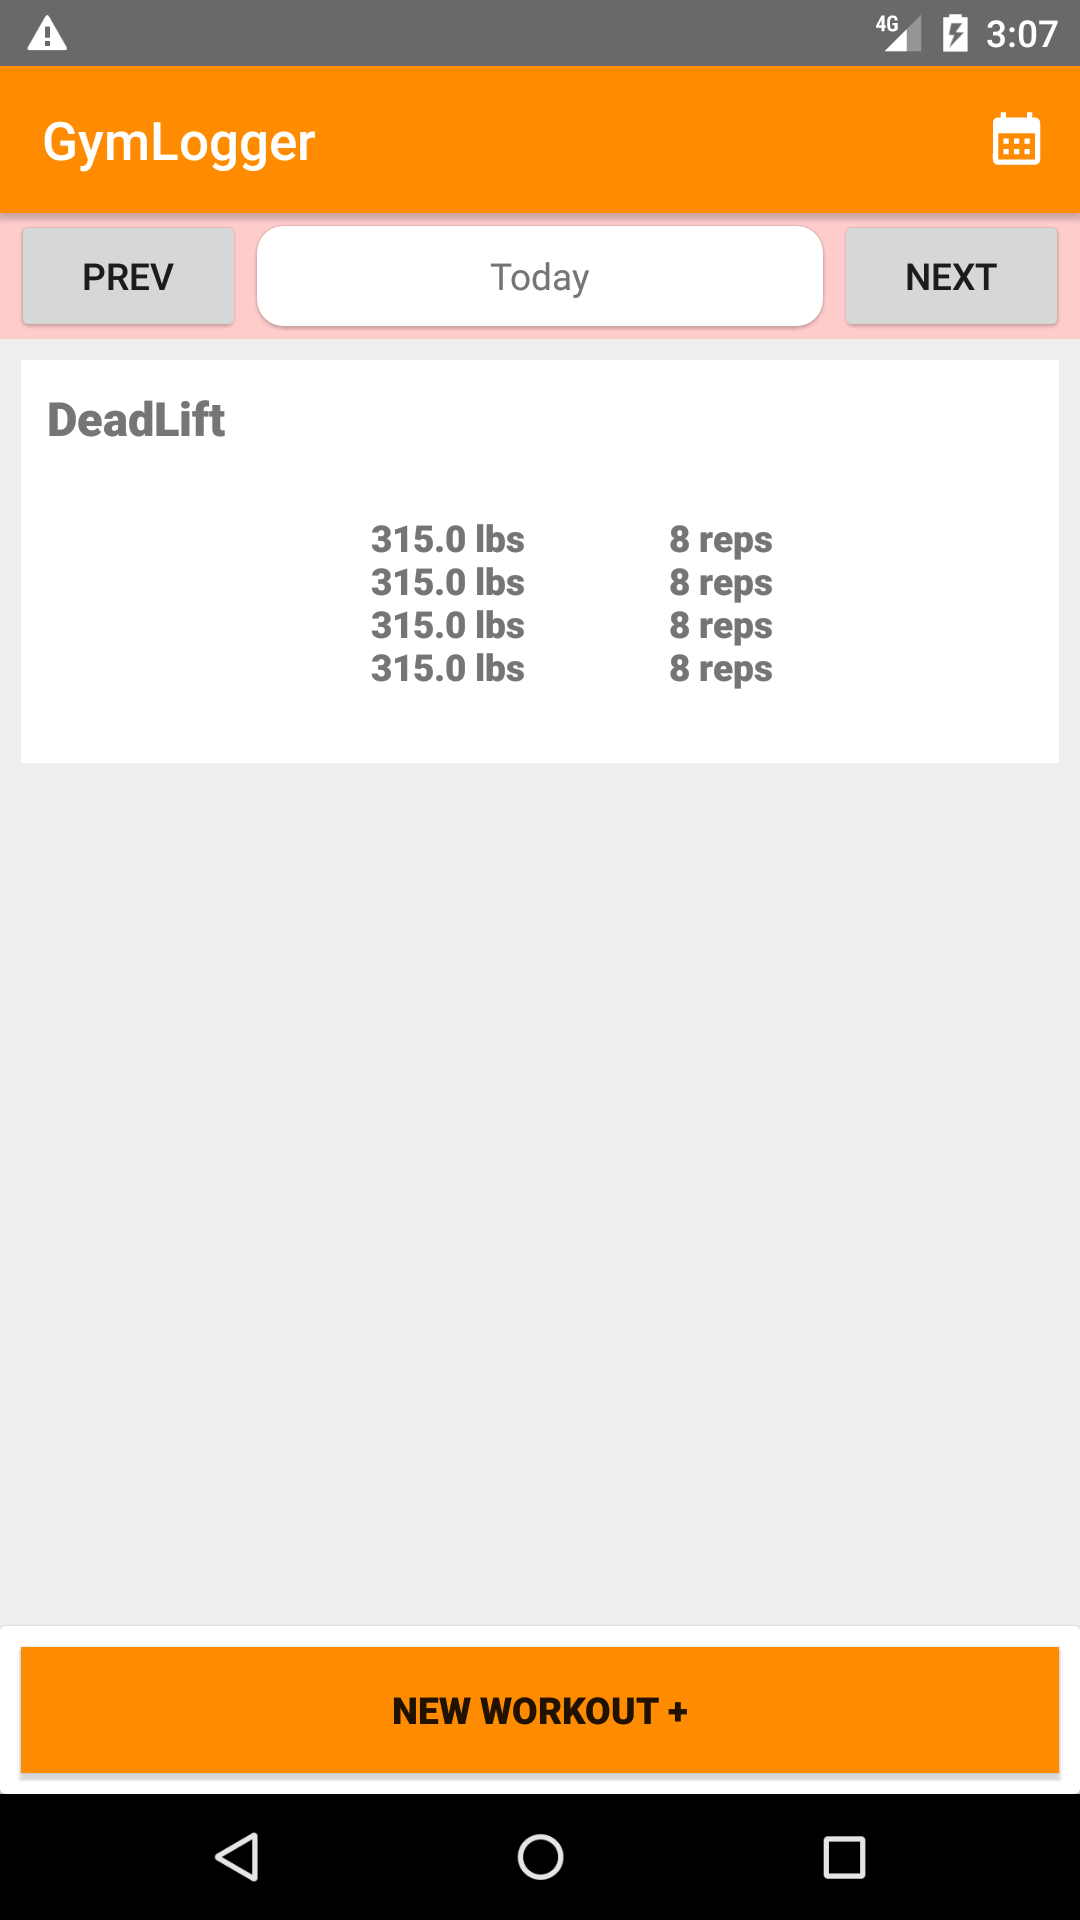 4G 3:07
GymLogger
PREV Today NEXT
DeadLift
315.0 lbs 8 reps
315.0 lbs 8 reps
315.0 lbs 8 reps
315.0 lbs 8 reps
NEW WORKOUT +